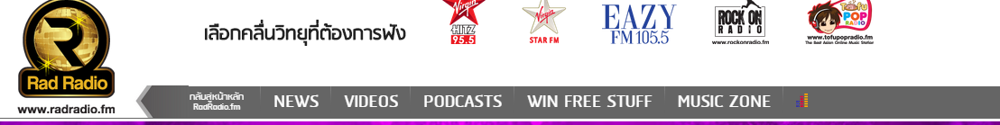 Rad Radio
www.radradio.fm
เลือกคลื่นวิทยุที่ต้องการฟัง
Virgin
HITZ
95.5
Virgin
STAR FM
EAZY
FM 105.5
ROCK ON
RADIO
www.rockonradio.fm
Tofu
POP
RADIO
www.tofupopradio.fm
The Best Asian Online Music Station
กลับสู่หน้าหลัก
RadRadio.fm
NEWS
VIDEOS
PODCASTS
WIN FREE STUFF
MUSIC ZONE